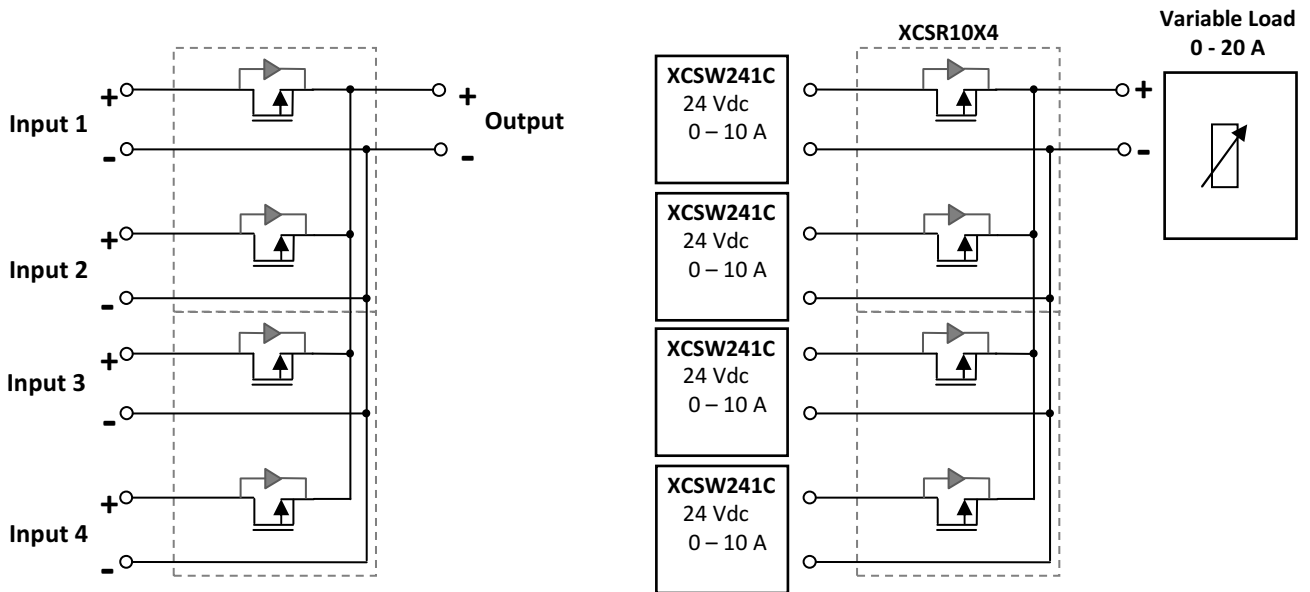 Input 1
+
-
+
Output
-
Input 2
+
-
Input 3
+
-
Input 4
+
-
XCSR10X4
Variable Load
0 - 20 A
XCSW241C
24 Vdc
0 – 10 A
+
-
XCSW241C
24 Vdc
0 – 10 A
XCSW241C
24 Vdc
0 – 10 A
XCSW241C
24 Vdc
0 – 10 A